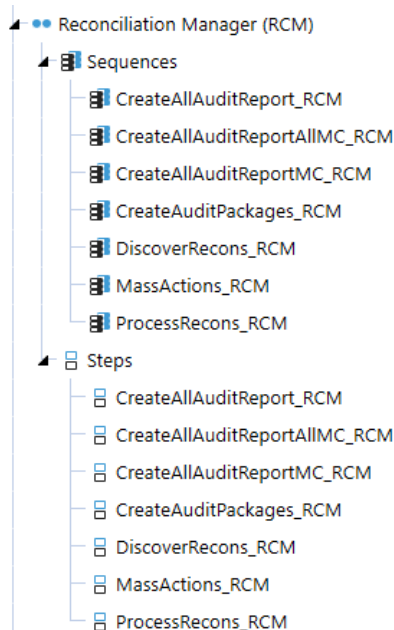 Reconciliation Manager (RCM)
Sequences
CreateAllAuditReport_RCM
CreateAllAuditReportAllMC_RCM
CreateAllAuditReportMC_RCM
CreateAuditPackages_RCM
DiscoverRecons_RCM
MassActions_RCM
ProcessRecons_RCM
Steps
CreateAllAuditReport_RCM
CreateAllAuditReportAllMC_RCM
CreateAllAuditReportMC_RCM
CreateAuditPackages_RCM
DiscoverRecons_RCM
MassActions_RCM
ProcessRecons_RCM